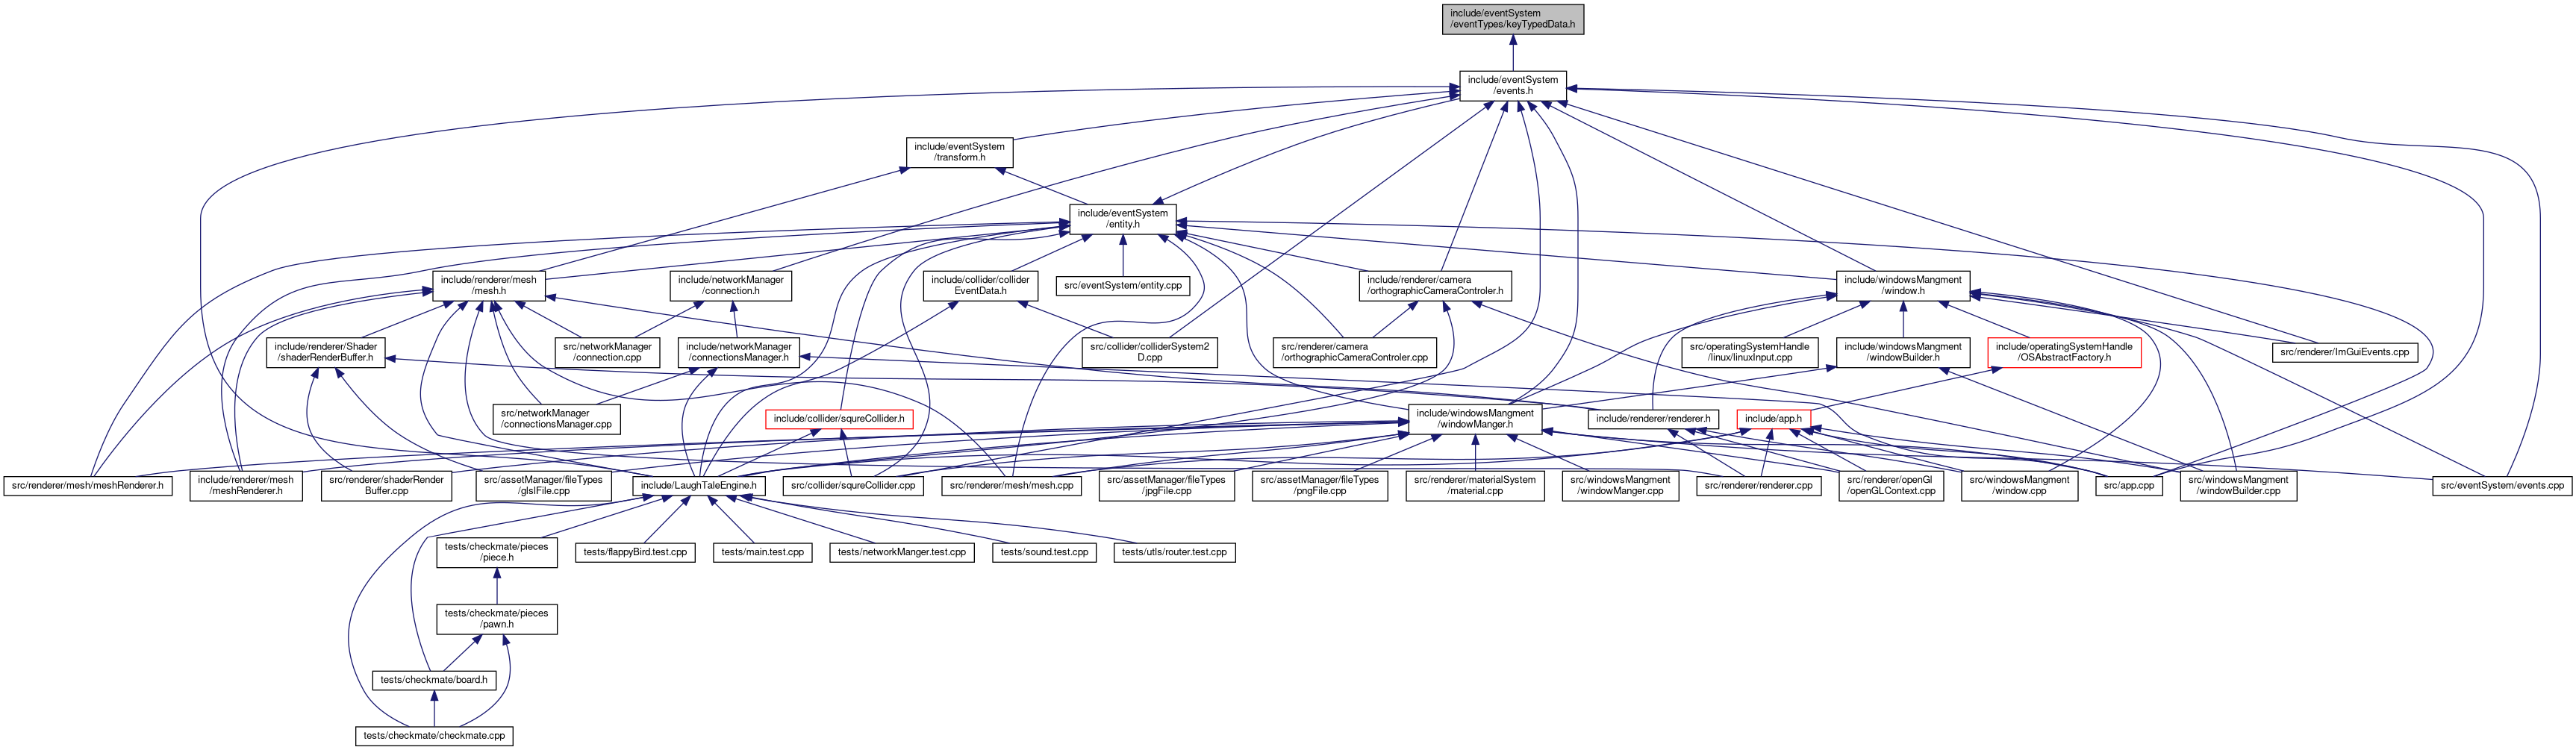 include/eventSystem
/eventTypes/keyTypedData.h
include/eventSystem
/events.h
include/eventSystem
/transform.h
include/eventSystem
/entity.h
include/renderer/mesh
/mesh.h
include/networkManager
/connection.h
include/collider/collider
EventData.h
src/eventSystem/entity.cpp
include/renderer/camera
/orthographicCameraControler.h
include/windowsMangment
/window.h
include/renderer/Shader
/shaderRenderBuffer.h
src/networkManager
/connection.cpp
include/networkManager
/connectionsManager.h
src/collider/colliderSystem2
D.cpp
src/renderer/camera
/orthographicCameraControler.cpp
src/operatingSystemHandle
/linux/linuxInput.cpp
include/windowsMangment
/windowBuilder.h
include/operatingSystemHandle
/OSAbstractFactory.h
src/renderer/ImGuiEvents.cpp
src/networkManager
/connectionsManager.cpp
include/collider/squreCollider.h
include/windowsMangment
/windowManger.h
include/renderer/renderer.h
include/app.h
src/renderer/mesh/meshRenderer.h
include/renderer/mesh
/meshRenderer.h
src/renderer/shaderRender
Buffer.cpp
src/assetManager/fileTypes
/glslFile.cpp
include/LaughTaleEngine.h
src/collider/squreCollider.cpp
src/renderer/mesh/mesh.cpp
src/assetManager/fileTypes
/jpgFile.cpp
src/assetManager/fileTypes
/pngFile.cpp
src/renderer/materialSystem
/material.cpp
src/windowsMangment
/windowManger.cpp
src/renderer/renderer.cpp
src/renderer/openGl
/openGLContext.cpp
src/windowsMangment
/window.cpp
src/app.cpp
src/windowsMangment
/windowBuilder.cpp
src/eventSystem/events.cpp
tests/checkmate/pieces
/piece.h
tests/flappyBird.test.cpp
tests/main.test.cpp
tests/networkManger.test.cpp
tests/sound.test.cpp
tests/utls/router.test.cpp
tests/checkmate/pieces
/pawn.h
tests/checkmate/board.h
tests/checkmate/checkmate.cpp